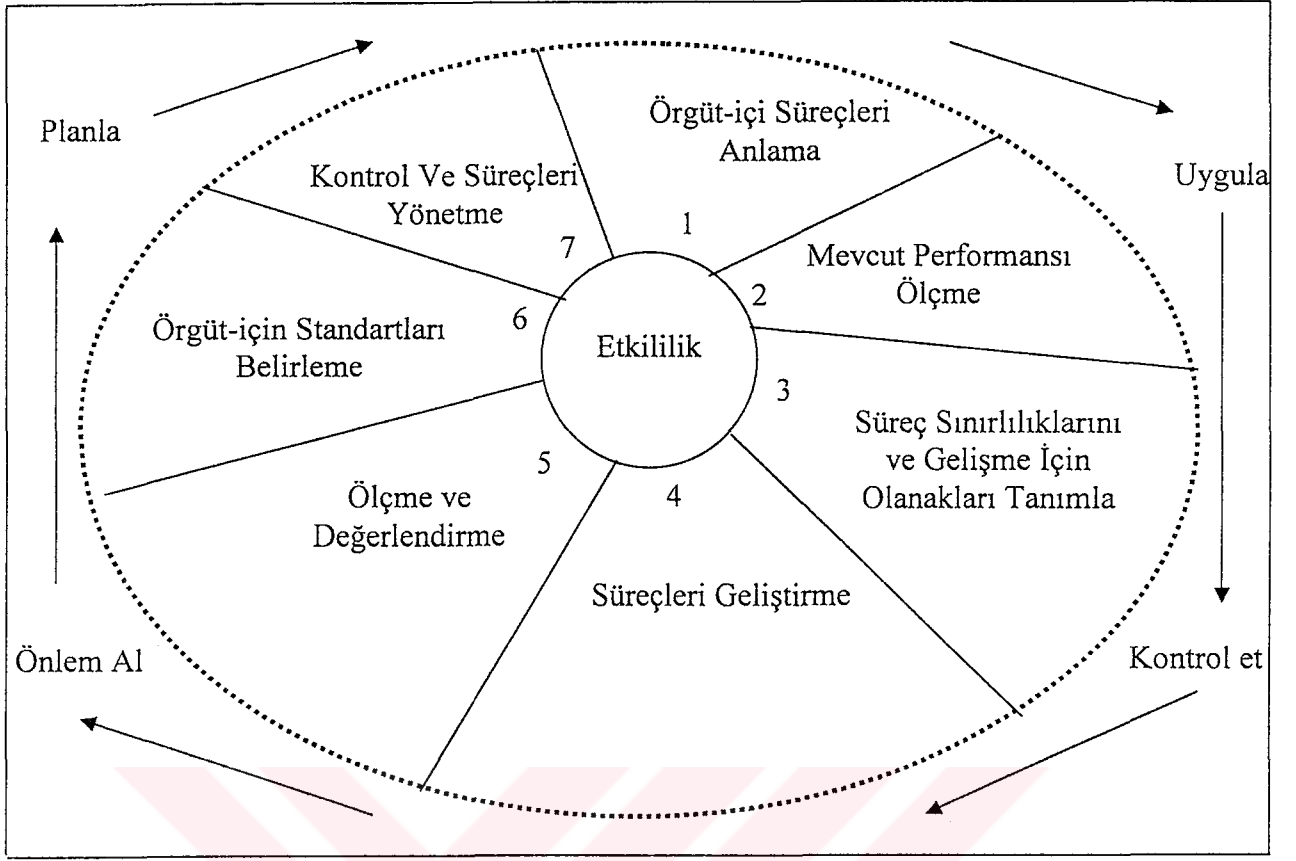 Planla
Örgüt-içi Süreçleri
Anlama
Uygula
Kontrol Ve Süreçleri
Yönetme
1
7
Mevcut Performansı
Ölçme
2
6
Örgüt-için Standartları
Belirleme
Etkililik
3
Süreç Sınırlılıklarını
ve Gelişme İçin
Olanakları Tanımla
5
4
Ölçme ve
Değerlendirme
Süreçleri Geliştirme
Önlem Al
Kontrol et